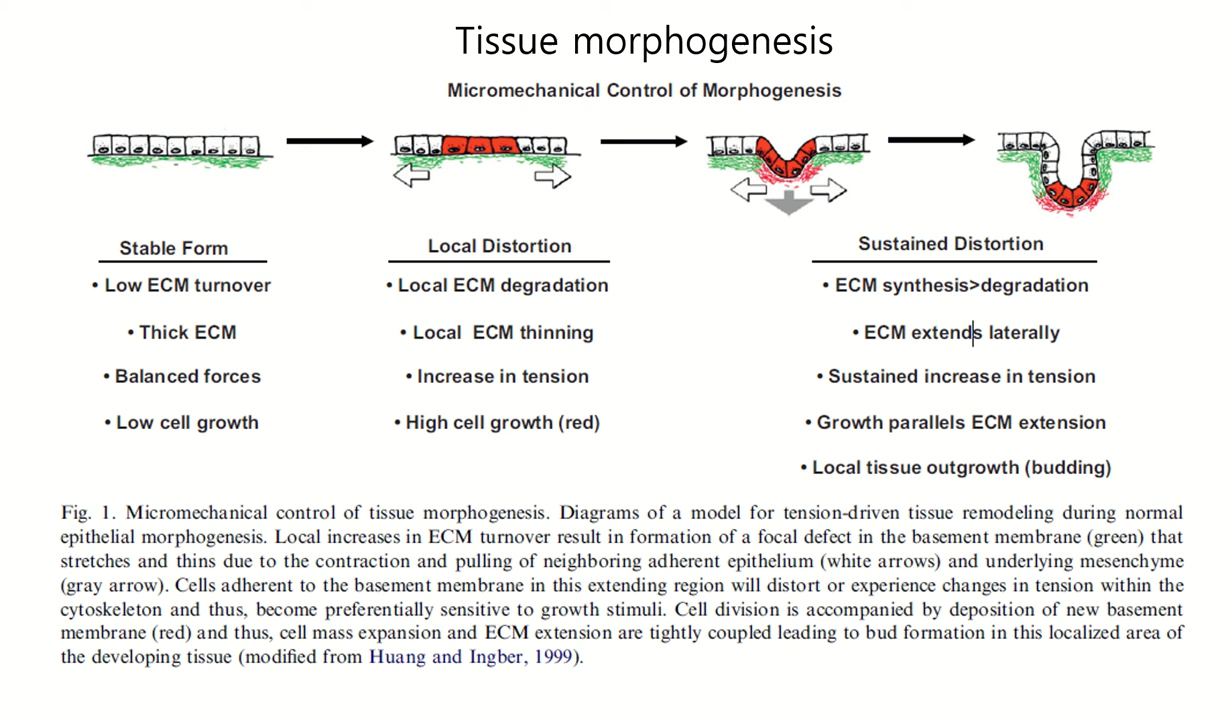 Tissue morphogenesis
Micromechanical Control of Morphogenesis
Stable Form
• Low ECM turnover
• Thick ECM
• Balanced forces
• Low cell growth
Local Distortion
• Local ECM degradation
• Local ECM thinning
• Increase in tension
• High cell growth (red)
Sustained Distortion
• ECM synthesis>degradation
• ECM extends laterally
• Sustained increase in tension
• Growth parallels ECM extension
• Local tissue outgrowth (budding)
Fig. 1. Micromechanical control of tissue morphogenesis. Diagrams of a model for tension-driven tissue remodeling during normal
epithelial morphogenesis. Local increases in ECM turnover result in formation of a focal defect in the basement membrane (green) that
stretches and thins due to the contraction and pulling of neighboring adherent epithelium (white arrows) and underlying mesenchyme
(gray arrow). Cells adherent to the basement membrane in this extending region will distort or experience changes in tension within the
cytoskeleton and thus, become preferentially sensitive to growth stimuli. Cell division is accompanied by deposition of new basement
membrane (red) and thus, cell mass expansion and ECM extension are tightly coupled leading to bud formation in this localized area of
the developing tissue (modified from Huang and Ingber, 1999).